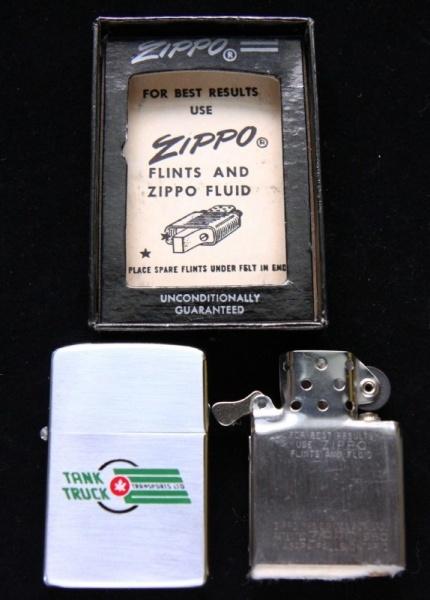 ZIPPO®
FOR BEST RESULTS
USE
ZIPPO®
FLINTS AND
ZIPPO FLUID
PLACE SPARE FLINTS UNDER FELT IN END
UNCONDITIONALLY
GUARANTEED
TANK
TRUCK
TRANSPORTS LTD
FOR BEST RESULTS
USE ZIPPO
FLINTS AND FLUID
ZIPPO